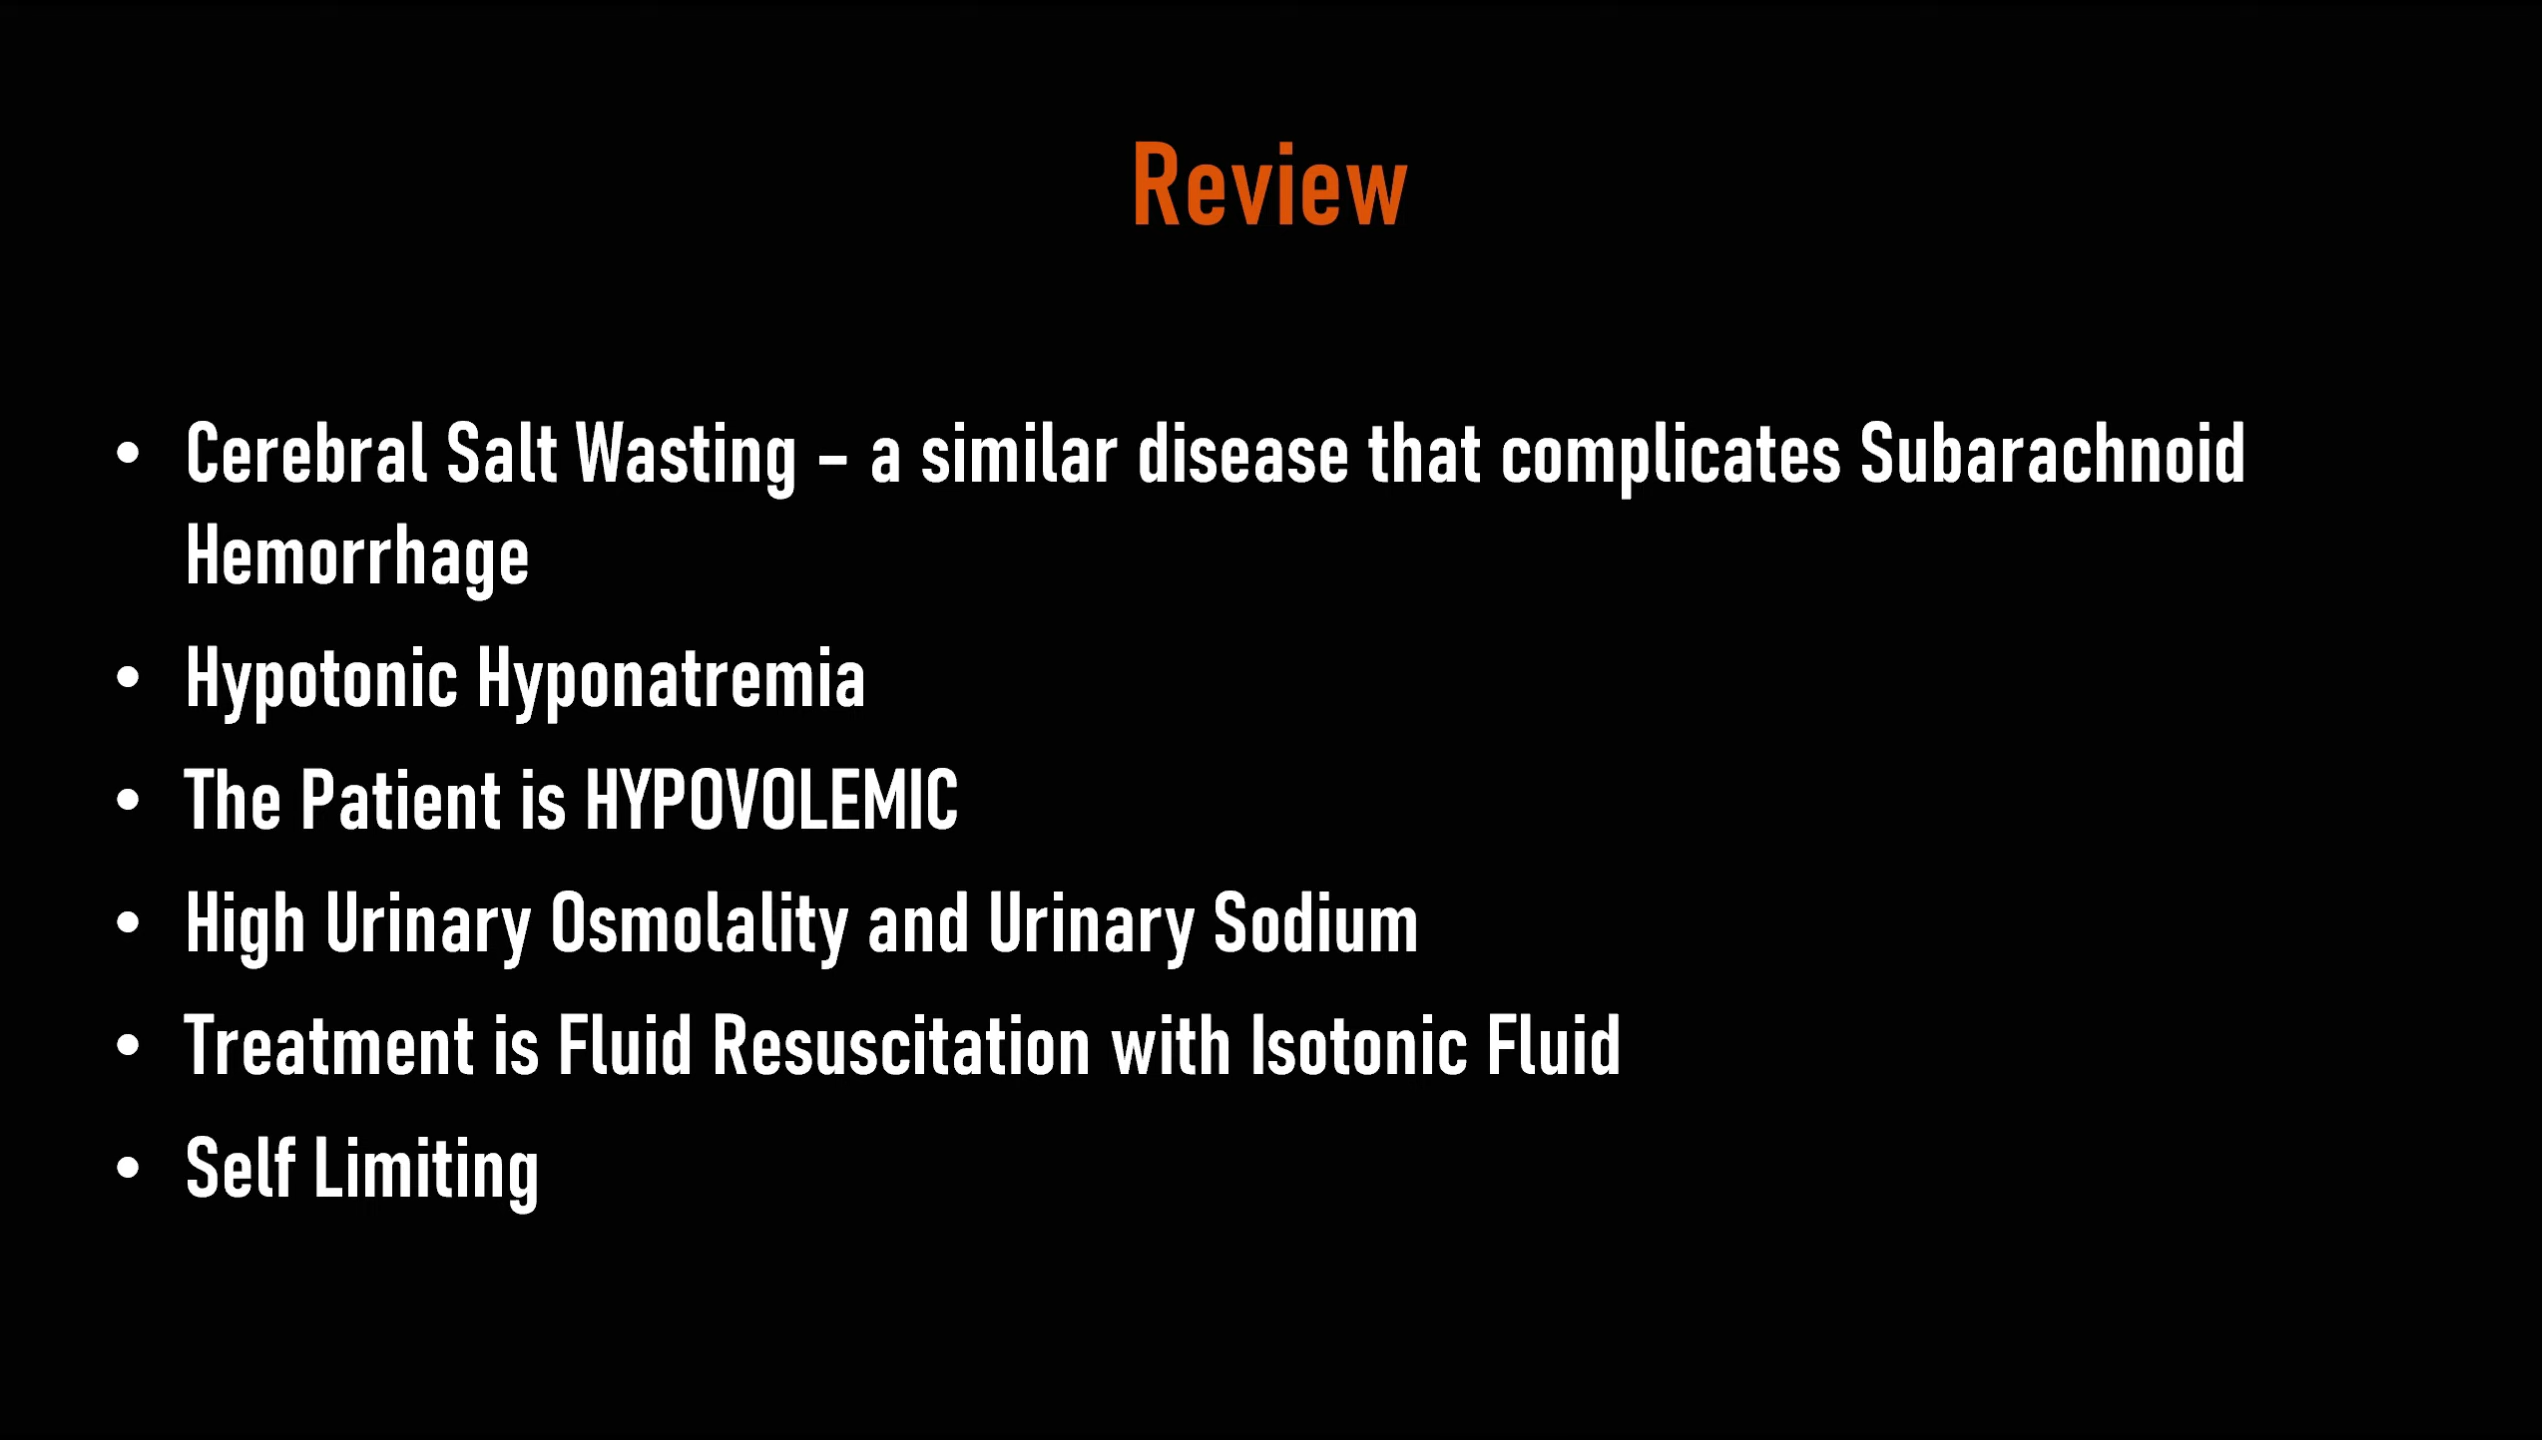 Review
• Cerebral Salt Wasting – a similar disease that complicates Subarachnoid
Hemorrhage
• Hypotonic Hyponatremia
• The Patient is HYPOVOLEMIC
• High Urinary Osmolality and Urinary Sodium
• Treatment is Fluid Resuscitation with Isotonic Fluid
• Self Limiting